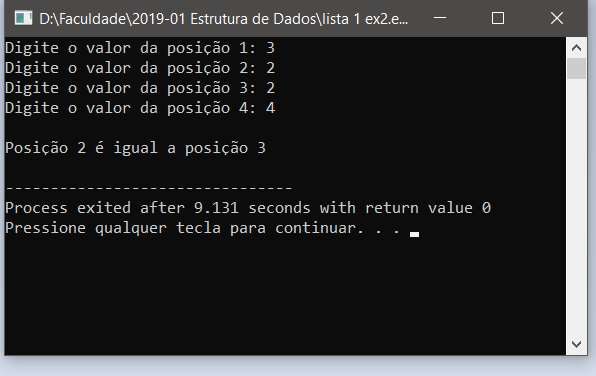 D:\Faculdade\2019-01 Estrutura de Dados\lista 1 ex2.e...
Digite o valor da posição 1: 3
Digite o valor da posição 2: 2
Digite o valor da posição 3: 2
Digite o valor da posição 4: 4
Posição 2 é igual a posição 3
--------------------------------
Process exited after 9.131 seconds with return value 0
Pressione qualquer tecla para continuar. . .